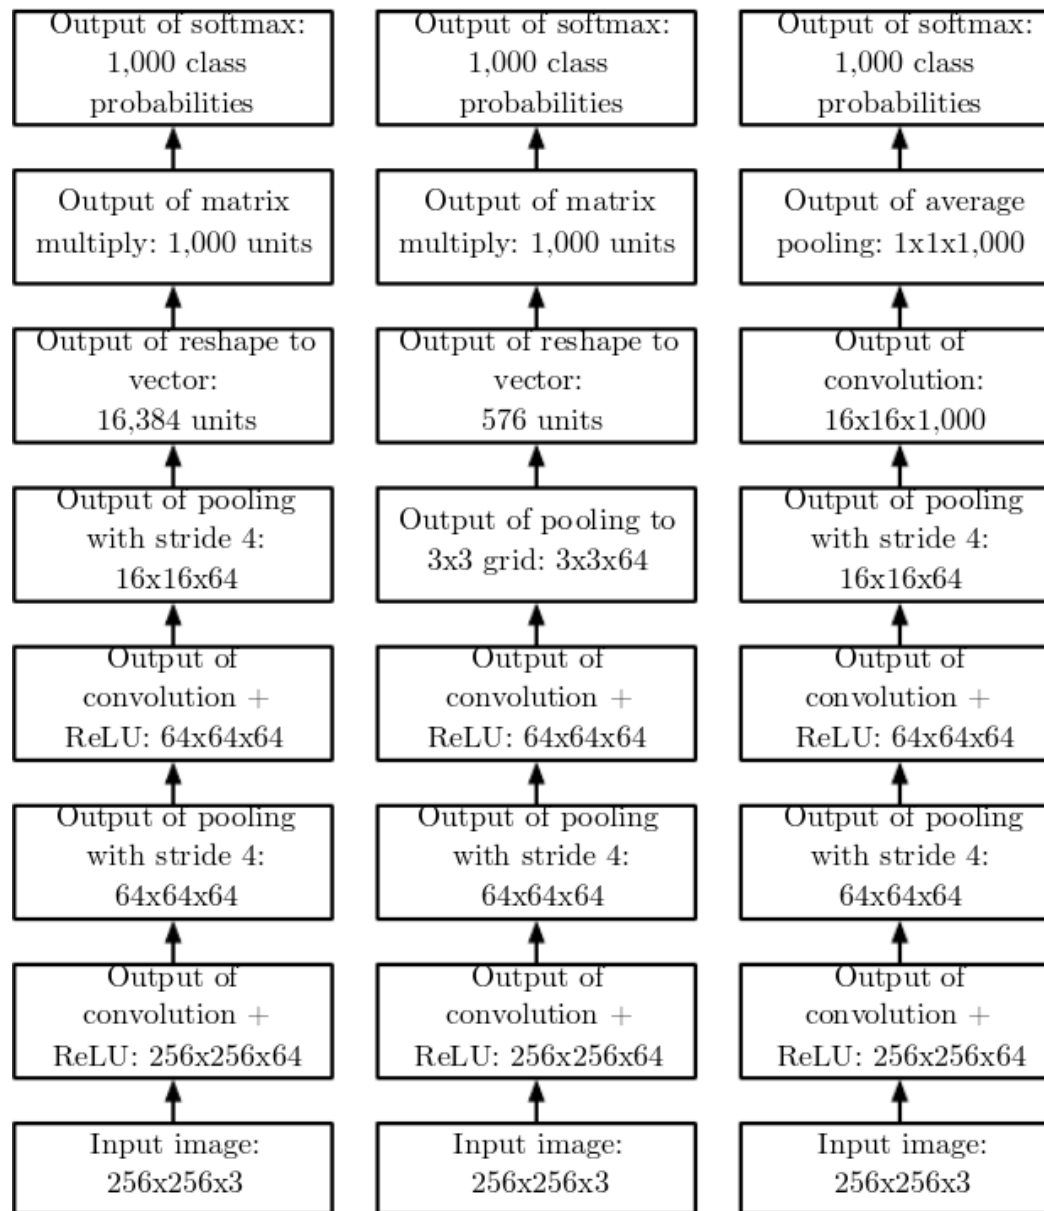 Output of softmax:
1,000 class
probabilities
Output of matrix
multiply: 1,000 units
Output of reshape to
vector:
16,384 units
Output of pooling
with stride 4:
16x16x64
Output of
convolution +
ReLU: 64x64x64
Output of pooling
with stride 4:
64x64x64
Output of
convolution +
ReLU: 256x256x64
Input image:
256x256x3
Output of softmax:
1,000 class
probabilities
Output of matrix
multiply: 1,000 units
Output of reshape to
vector:
576 units
Output of pooling to
3x3 grid: 3x3x64
Output of
convolution +
ReLU: 64x64x64
Output of pooling
with stride 4:
64x64x64
Output of
convolution +
ReLU: 256x256x64
Input image:
256x256x3
Output of softmax:
1,000 class
probabilities
Output of average
pooling: 1x1x1,000
Output of
convolution:
16x16x1,000
Output of pooling
with stride 4:
16x16x64
Output of
convolution +
ReLU: 64x64x64
Output of pooling
with stride 4:
64x64x64
Output of
convolution +
ReLU: 256x256x64
Input image:
256x256x3